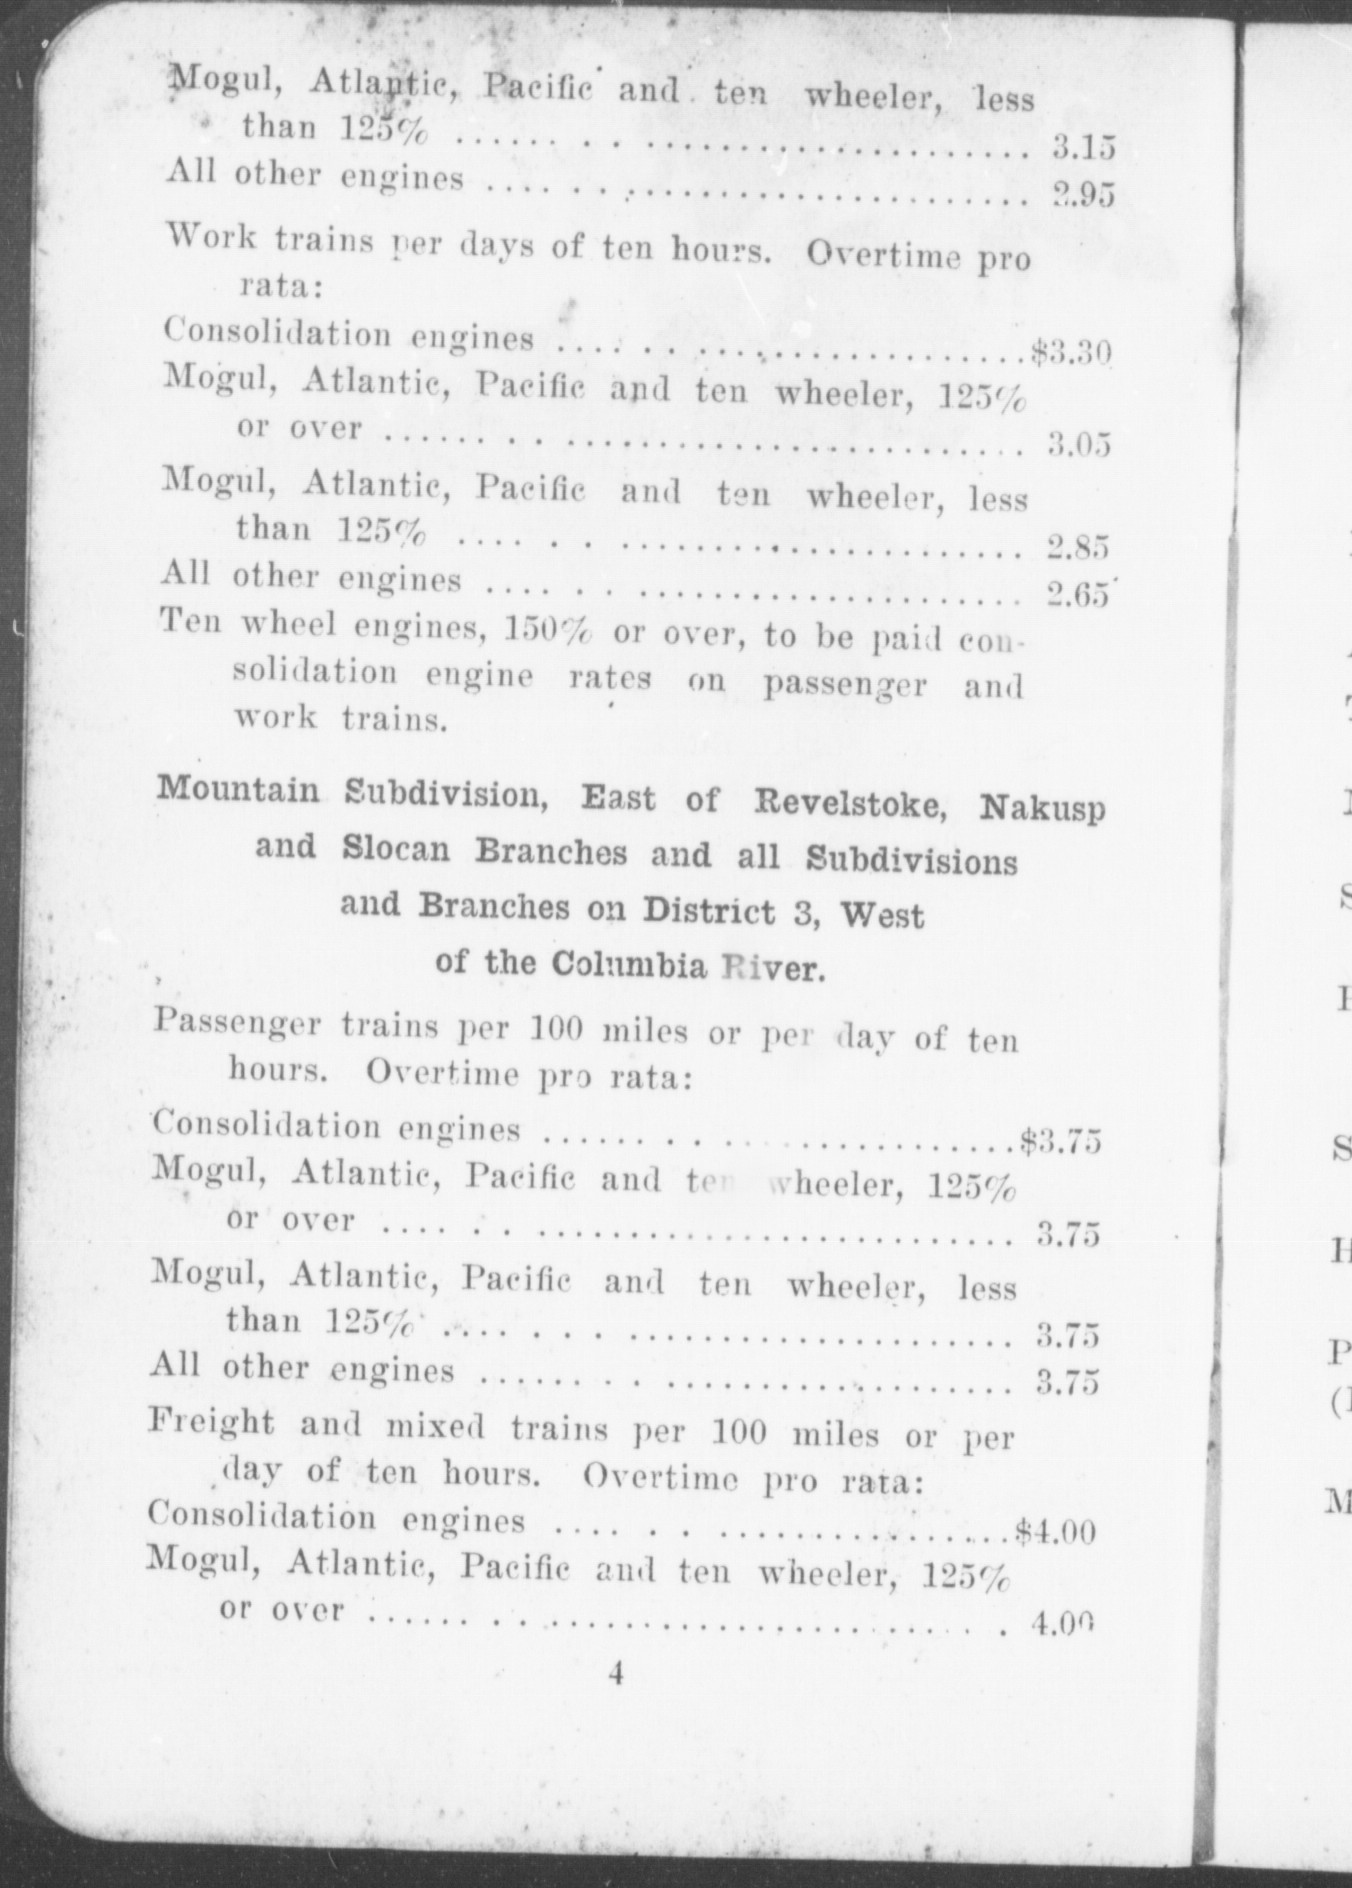 Mogul, Atlantic, Pacific and ten wheeler, less
than 125% ............................ 3.15
All other engines ............................ 2.95
Work trains per days of ten hours. Overtime pro
rata:
Consolidation engines ............................$3.30
Mogul, Atlantic, Pacific and ten wheeler, 125%
or over ............................ 3.05
Mogul, Atlantic, Pacific and ten wheeler, less
than 125% ............................ 2.85
All other engines ............................ 2.65
Ten wheel engines, 150% or over, to be paid con-
solidation engine rates on passenger and
work trains.
Mountain Subdivision, East of Revelstoke, Nakusp
and Slocan Branches and all Subdivisions
and Branches on District 3, West
of the Columbia River.
Passenger trains per 100 miles or per day of ten
hours. Overtime pro rata:
Consolidation engines ............................$3.75
Mogul, Atlantic, Pacific and ten wheeler, 125%
or over ............................ 3.75
Mogul, Atlantic, Pacific and ten wheeler, less
than 125% ............................ 3.75
All other engines ............................ 3.75
Freight and mixed trains per 100 miles or per
day of ten hours. Overtime pro rata:
Consolidation engines ............................$4.00
Mogul, Atlantic, Pacific and ten wheeler, 125%
or over ............................ 4.00
4